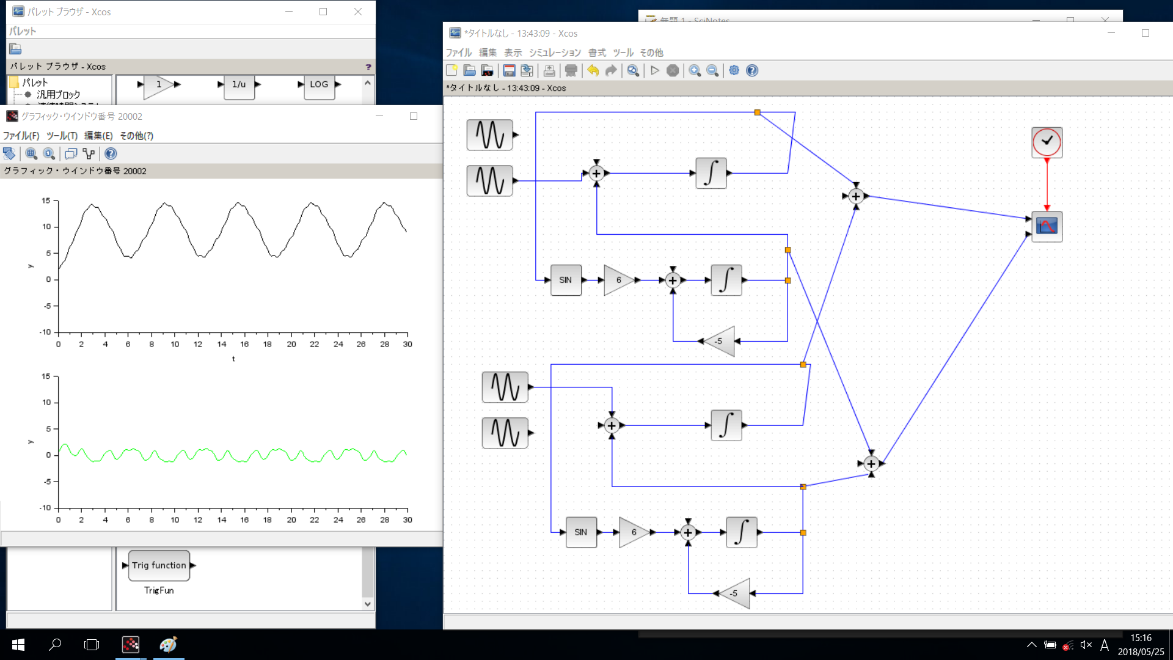 パレット ブラウザ - Xcos
パレット
パレット ブラウザ - Xcos
?
パレット
汎用ブロック
1
1/u
LOG
グラフィック・ウインドウ番号 20002
ファイル(F) ツール(T) 編集(E) その他(?)
グラフィック・ウインドウ番号 20002
15
10
5
0
-5
-10
y
0 2 4 6 8 10 12 14 16 18 20 22 24 26 28 30
t
15
10
5
0
-5
-10
y
0 2 4 6 8 10 12 14 16 18 20 22 24 26 28 30
Trig function
TrigFun
*タイトルなし - 13:43:09 - Xcos
ファイル 編集 表示 シミュレーション 書式 ツール その他
*タイトルなし - 13:43:09 - Xcos
SIN
6
-5
SIN
6
-5
A
15:16
2018/05/25